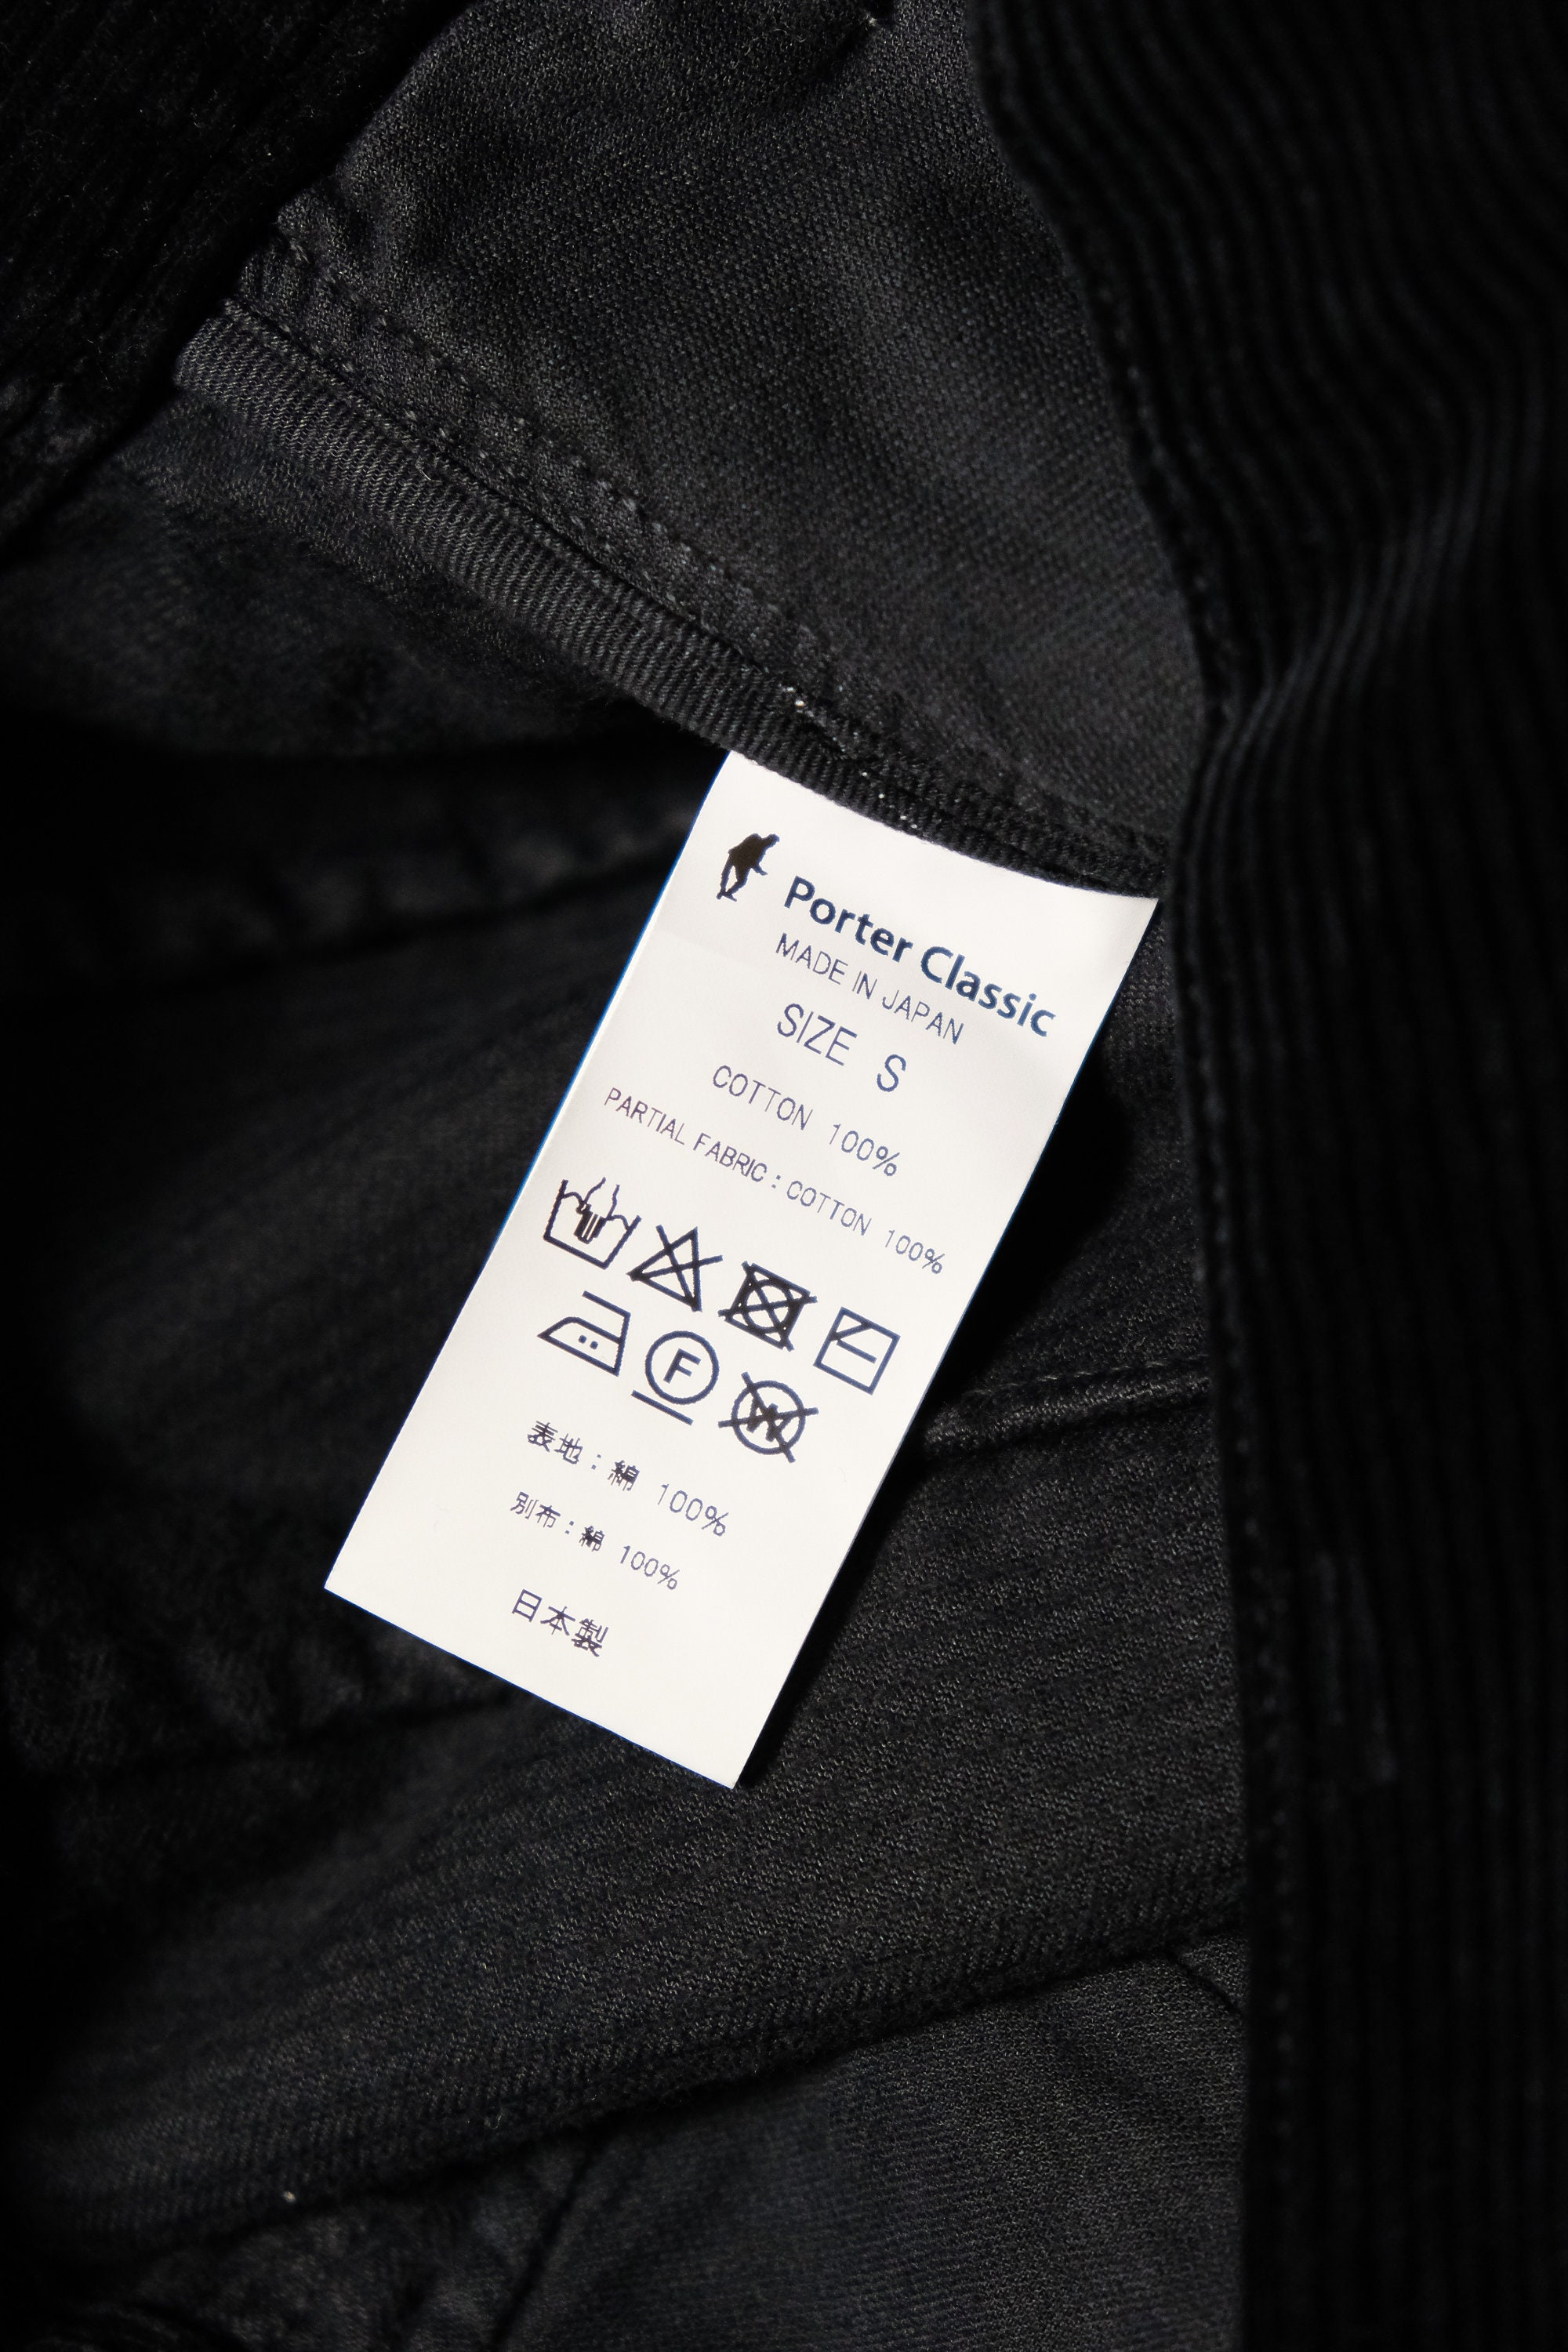 Porter Classic
MADE IN JAPAN
SIZE S
COTTON 100%
PARTIAL FABRIC : COTTON 100%
F
W
表地 : 綿 100%
別布 : 綿 100%
日本製